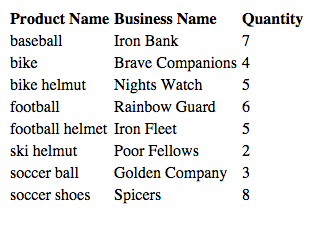 Product Name Business Name Quantity
baseball Iron Bank 7
bike Brave Companions 4
bike helmut Nights Watch 5
football Rainbow Guard 6
football helmet Iron Fleet 5
ski helmut Poor Fellows 2
soccer ball Golden Company 3
soccer shoes Spicers 8